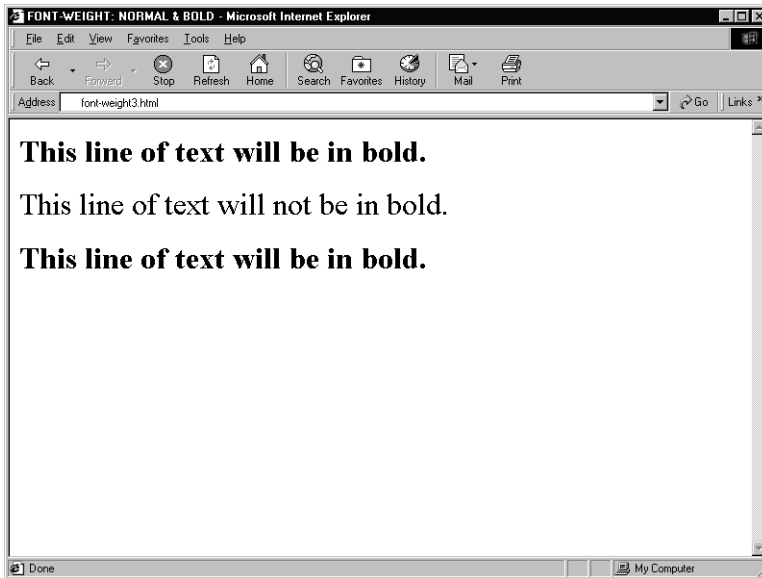 FONT-WEIGHT: NORMAL & BOLD - Microsoft Internet Explorer
File Edit View Favorites Tools Help
Back Forward Stop Refresh Home Search Favorites History Mail Print
Address font-weight3.html Go Links »
This line of text will be in bold.
This line of text will not be in bold.
This line of text will be in bold.
Done My Computer